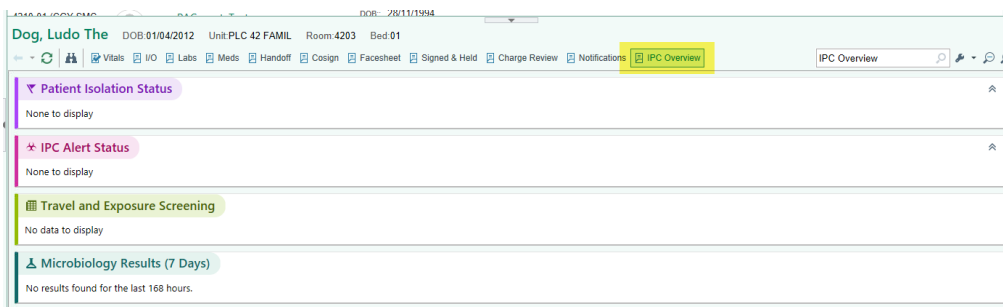 DOB: 28/11/1994
Dog, Ludo The DOB:01/04/2012 Unit:PLC 42 FAMIL Room:4203 Bed:01
Vitals I/O Labs Meds Handoff Cosign Facesheet Signed & Held Charge Review Notifications IPC Overview IPC Overview
Patient Isolation Status
None to display
IPC Alert Status
None to display
Travel and Exposure Screening
No data to display
Microbiology Results (7 Days)
No results found for the last 168 hours.